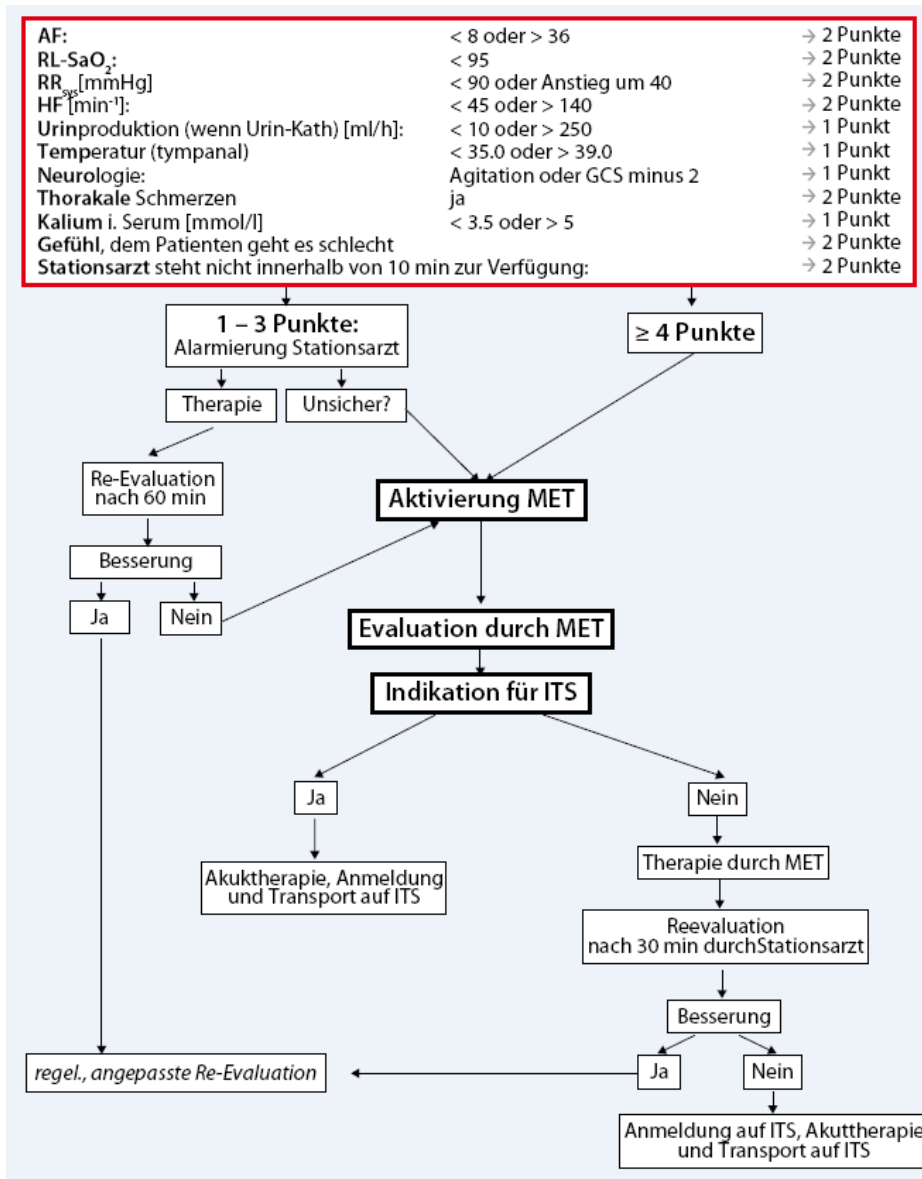 AF: < 8 oder > 36 → 2 Punkte
RL-SaO₂: < 95 → 2 Punkte
RRsys[mmHg] < 90 oder Anstieg um 40 → 2 Punkte
HF [min⁻¹]: < 45 oder > 140 → 2 Punkte
Urinproduktion (wenn Urin-Kath) [ml/h]: < 10 oder > 250 → 1 Punkt
Temperatur (tympanal) < 35.0 oder > 39.0 → 1 Punkt
Neurologie: Agitation oder GCS minus 2 → 1 Punkt
Thorakale Schmerzen ja → 2 Punkte
Kalium i. Serum [mmol/l] < 3.5 oder > 5 → 1 Punkt
Gefühl, dem Patienten geht es schlecht → 2 Punkte
Stationsarzt steht nicht innerhalb von 10 min zur Verfügung: → 2 Punkte
1 – 3 Punkte:
Alarmierung Stationsarzt
≥ 4 Punkte
Therapie
Unsicher?
Re-Evaluation
nach 60 min
Aktivierung MET
Besserung
Ja
Nein
Evaluation durch MET
Indikation für ITS
Ja
Nein
Akuktherapie, Anmeldung
und Transport auf ITS
Therapie durch MET
Reevaluation
nach 30 min durchStationsarzt
Besserung
Ja
Nein
regel., angepasste Re-Evaluation
Anmeldung auf ITS, Akuttherapie
und Transport auf ITS